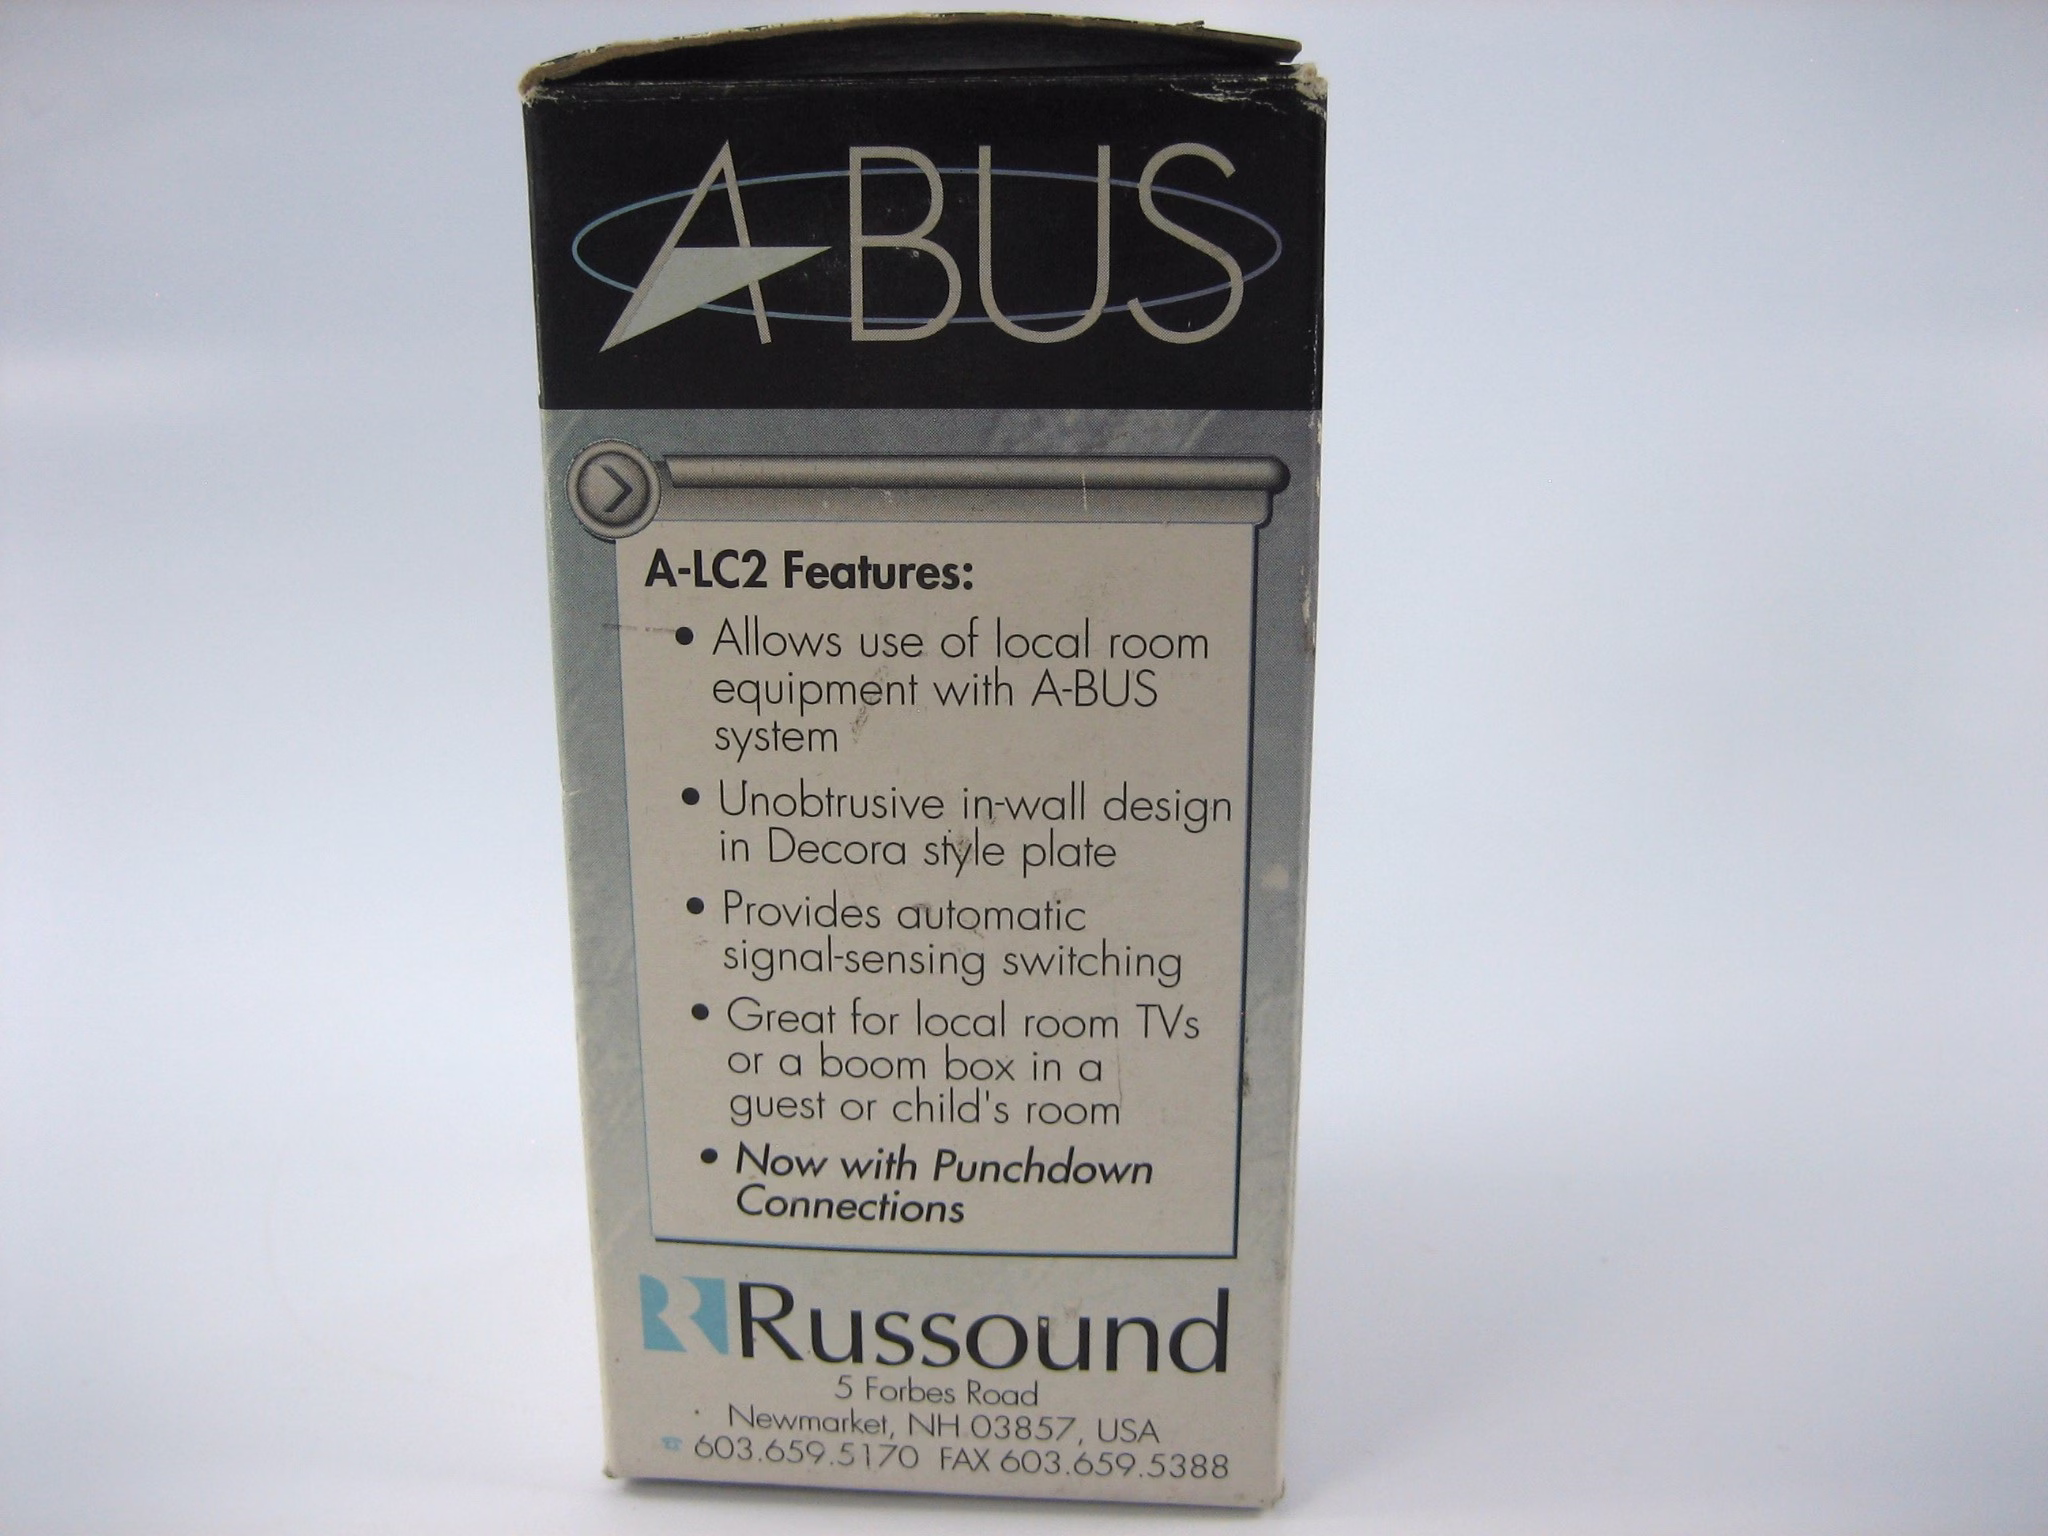 A-BUS
A-LC2 Features:
• Allows use of local room
equipment with A-BUS
system
• Unobtrusive in-wall design
in Decora style plate
• Provides automatic
signal-sensing switching
• Great for local room TVs
or a boom box in a
guest or child's room
• Now with Punchdown
Connections
Russound
5 Forbes Road
Newmarket, NH 03857, USA
☎ 603.659.5170 FAX 603.659.5388